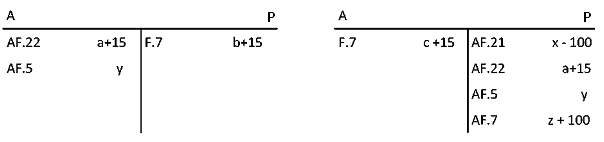 A P
AF.22 a+15 F.7 b+15
AF.5 y
A P
F.7 c +15 AF.21 x - 100
AF.22 a+15
AF.5 y
AF.7 z + 100